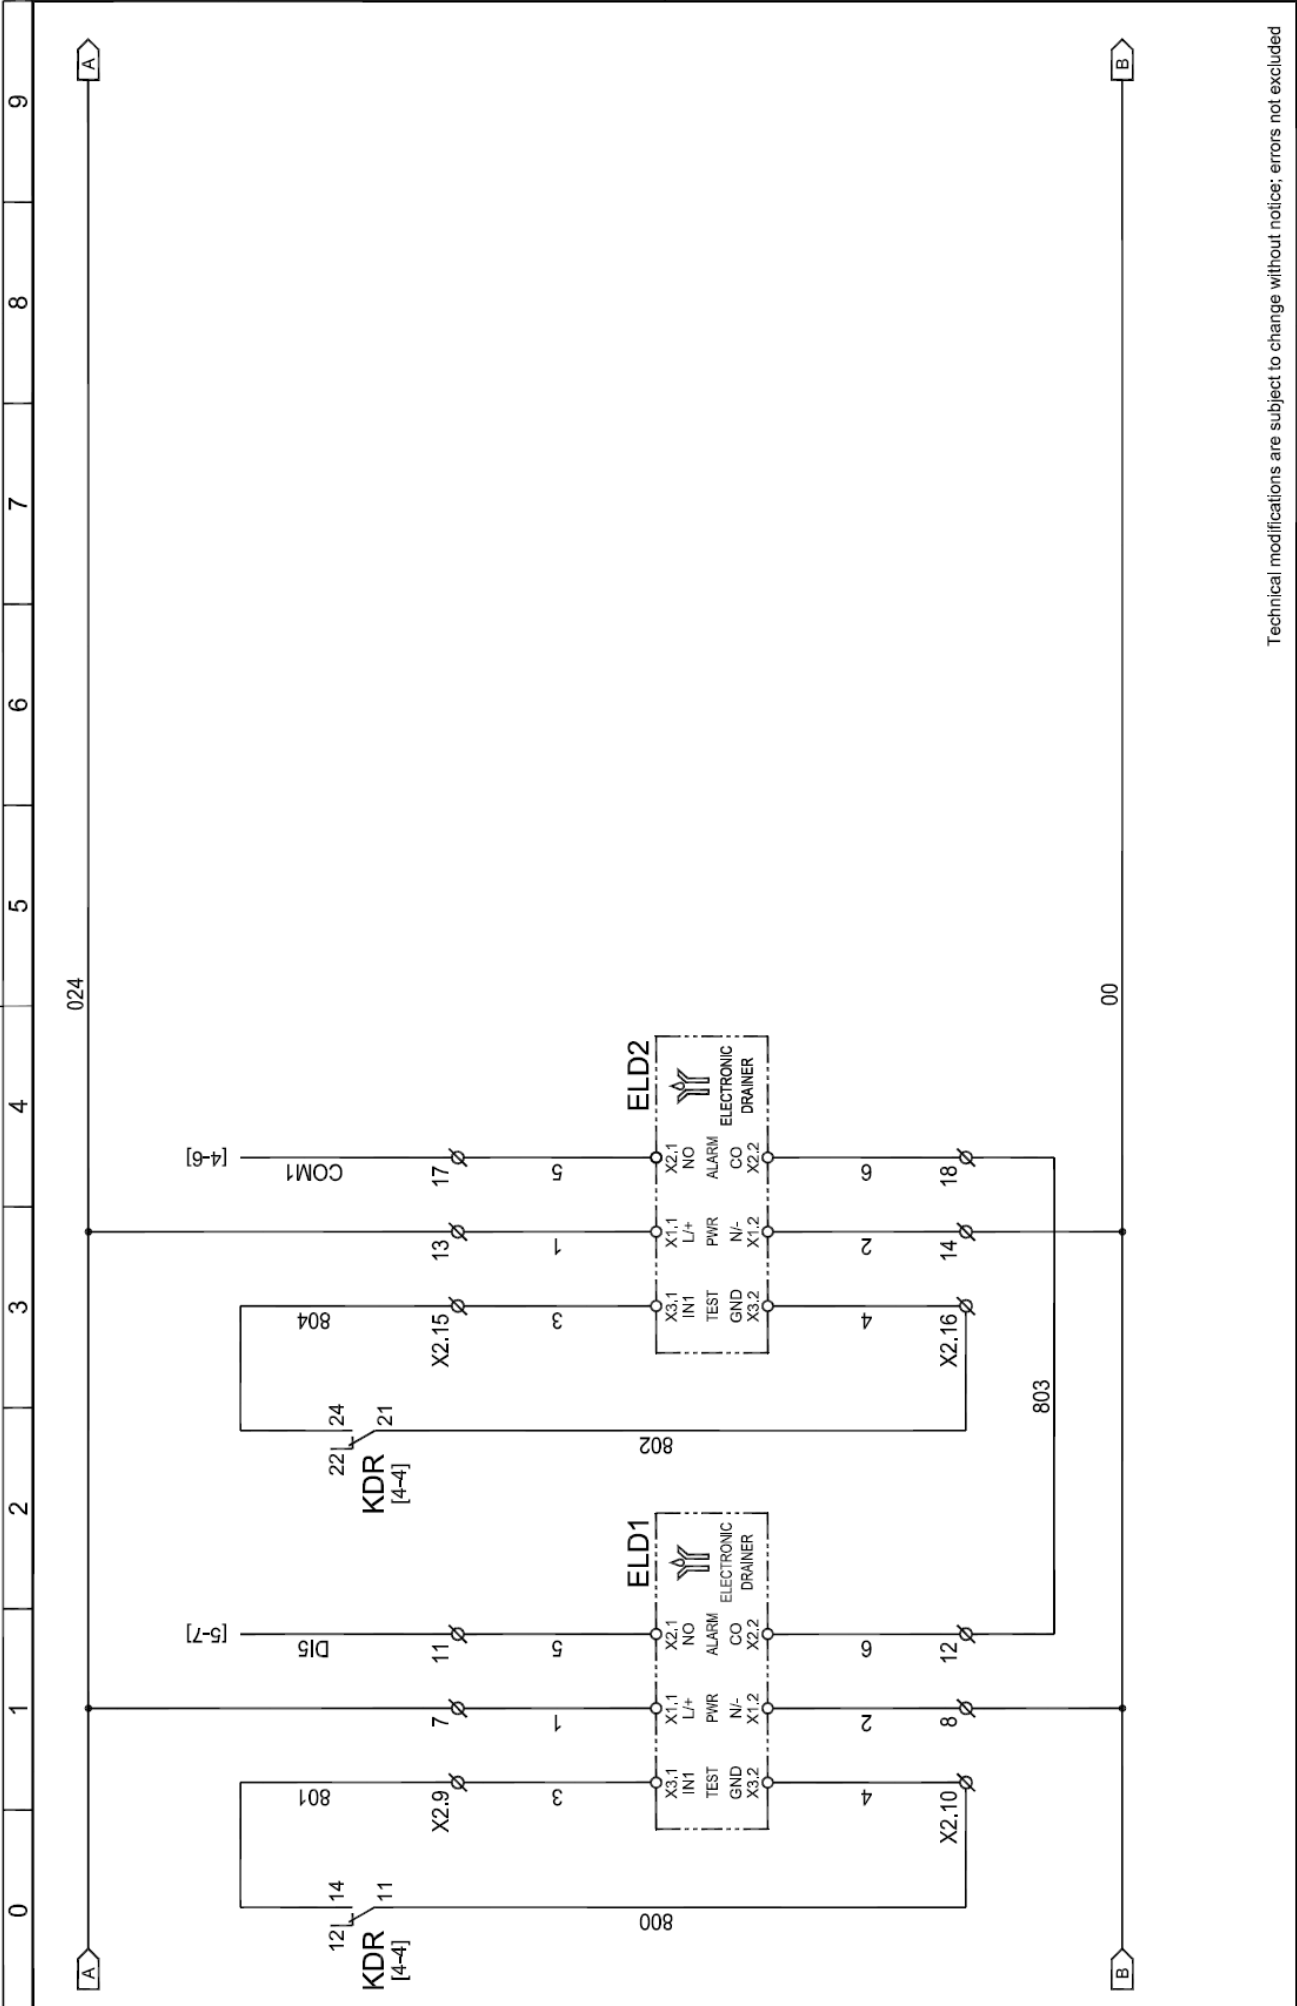 0 1 2 3 4 5 6 7 8 9
A 024 A
[5-7] [4-6]
801 DI5 804 COM1
12 14 22 24
KDR 11 KDR 21
[4-4] [4-4]
X2.9 7 11 X2.15 13 17
3 1 5 3 1 5
ELD1 ELD2
X3.1 X1.1 X2.1 X3.1 X1.1 X2.1
IN1 L/+ NO IN1 L/+ NO
800 802
TEST PWR ALARM ELECTRONIC TEST PWR ALARM ELECTRONIC
GND N/- CO DRAINER GND N/- CO DRAINER
X3.2 X1.2 X2.2 X3.2 X1.2 X2.2
4 2 6 4 2 6
X2.10 8 12 X2.16 14 18
803
B 00 B
Technical modifications are subject to change without notice; errors not excluded